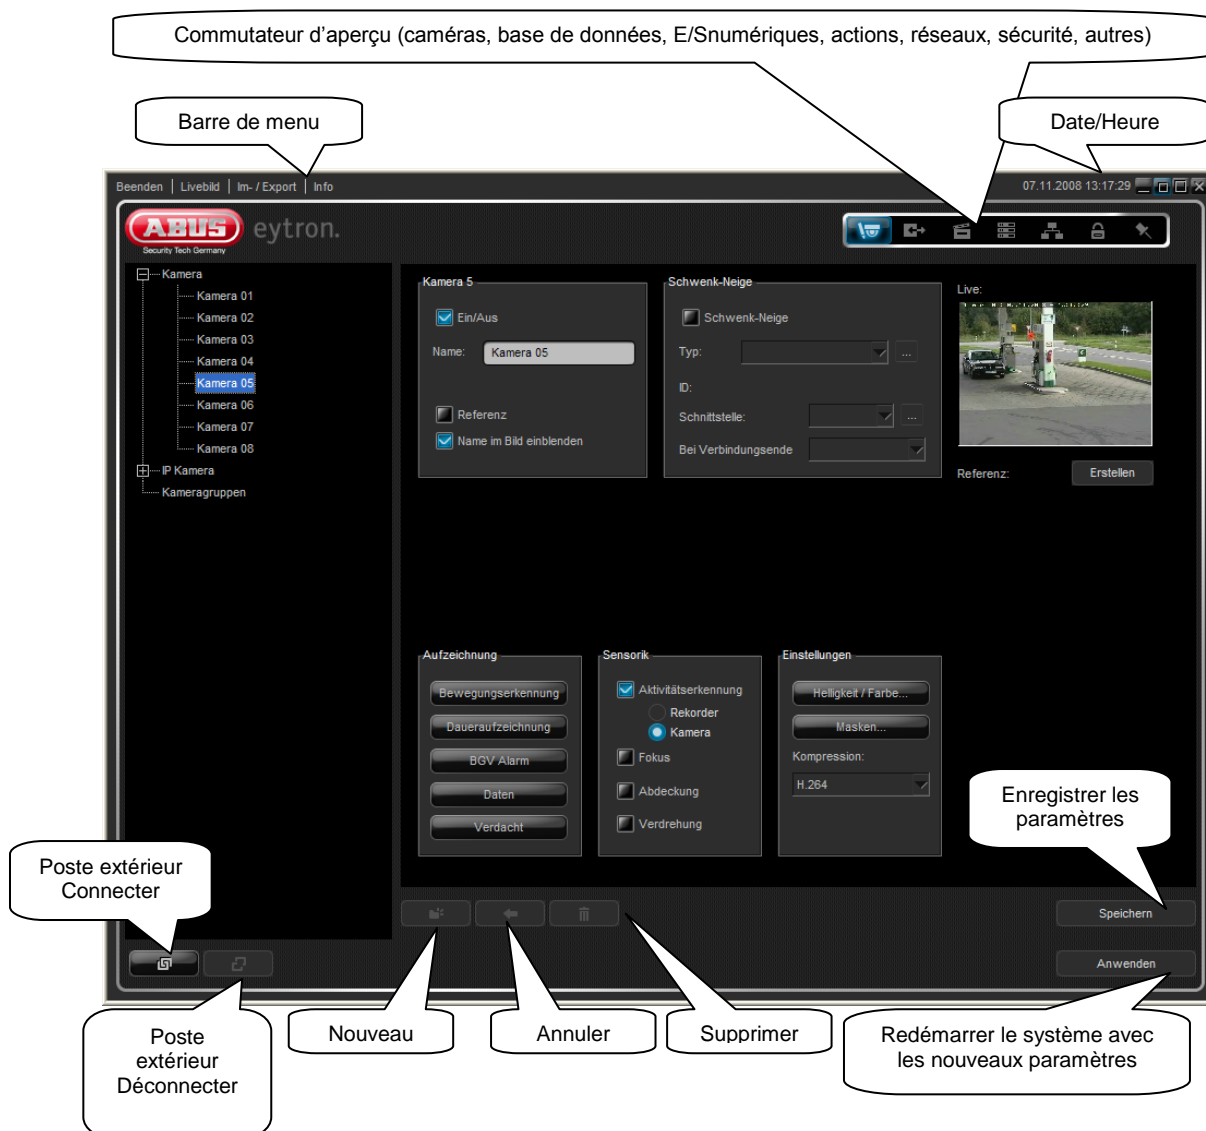 Commutateur d'aperçu (caméras, base de données, E/Snumériques, actions, réseaux, sécurité, autres)
Barre de menu
Date/Heure
Beenden | Livebild | Im- / Export | Info
07.11.2008 13:17:29
ABUS
Security Tech Germany
eytron.
Kamera
Kamera 01
Kamera 02
Kamera 03
Kamera 04
Kamera 05
Kamera 06
Kamera 07
Kamera 08
IP Kamera
Kameragruppen
Kamera 5
Ein/Aus
Name: Kamera 05
Referenz
Name im Bild einblenden
Schwenk-Neige
Schwenk-Neige
Typ: ...
ID:
Schnittstelle: ...
Bei Verbindungsende
Live:
Referenz: Erstellen
Aufzeichnung
Bewegungserkennung
Daueraufzeichnung
BGV Alarm
Daten
Verdacht
Sensorik
Aktivitätserkennung
Rekorder
Kamera
Fokus
Abdeckung
Verdrehung
Einstellungen
Helligkeit / Farbe...
Masken...
Kompression:
H.264
Enregistrer les
paramètres
Poste extérieur
Connecter
Speichern
Anwenden
Poste
extérieur
Déconnecter
Nouveau
Annuler
Supprimer
Redémarrer le système avec
les nouveaux paramètres